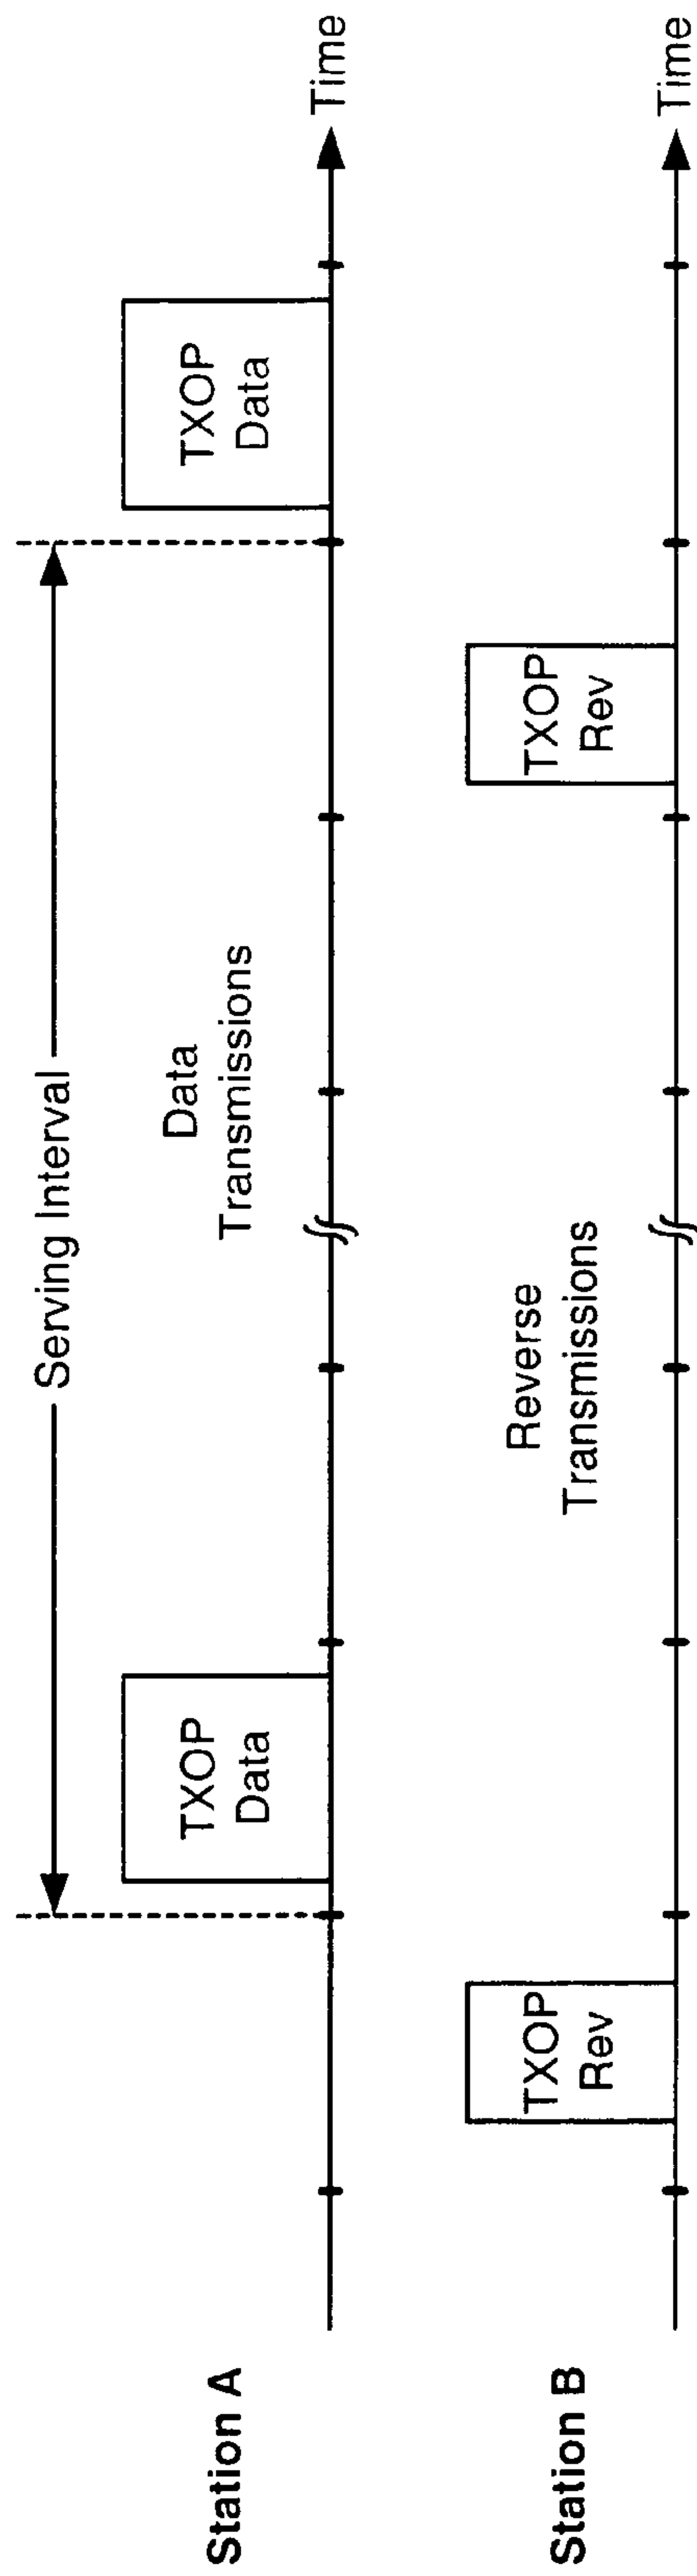 Serving Interval
Station A
TXOP
Data
Data
Transmissions
TXOP
Data
Time
Station B
TXOP
Rev
Reverse
Transmissions
TXOP
Rev
Time